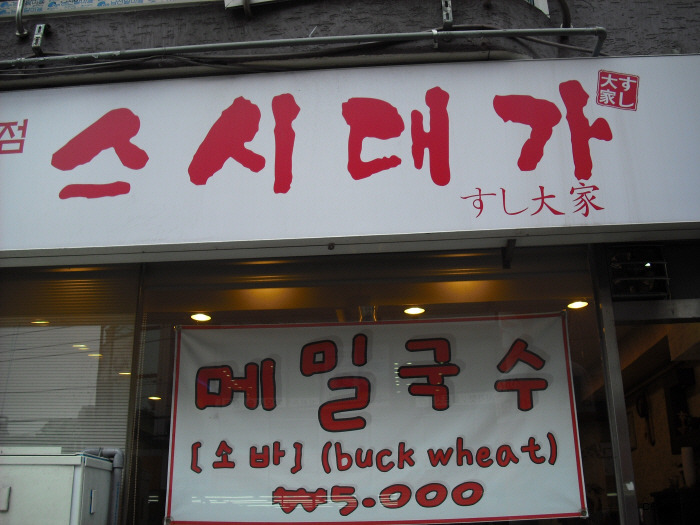 점 스시대가
すし大家
すし大家
메밀국수
[소바] (buck wheat)
₩5.000